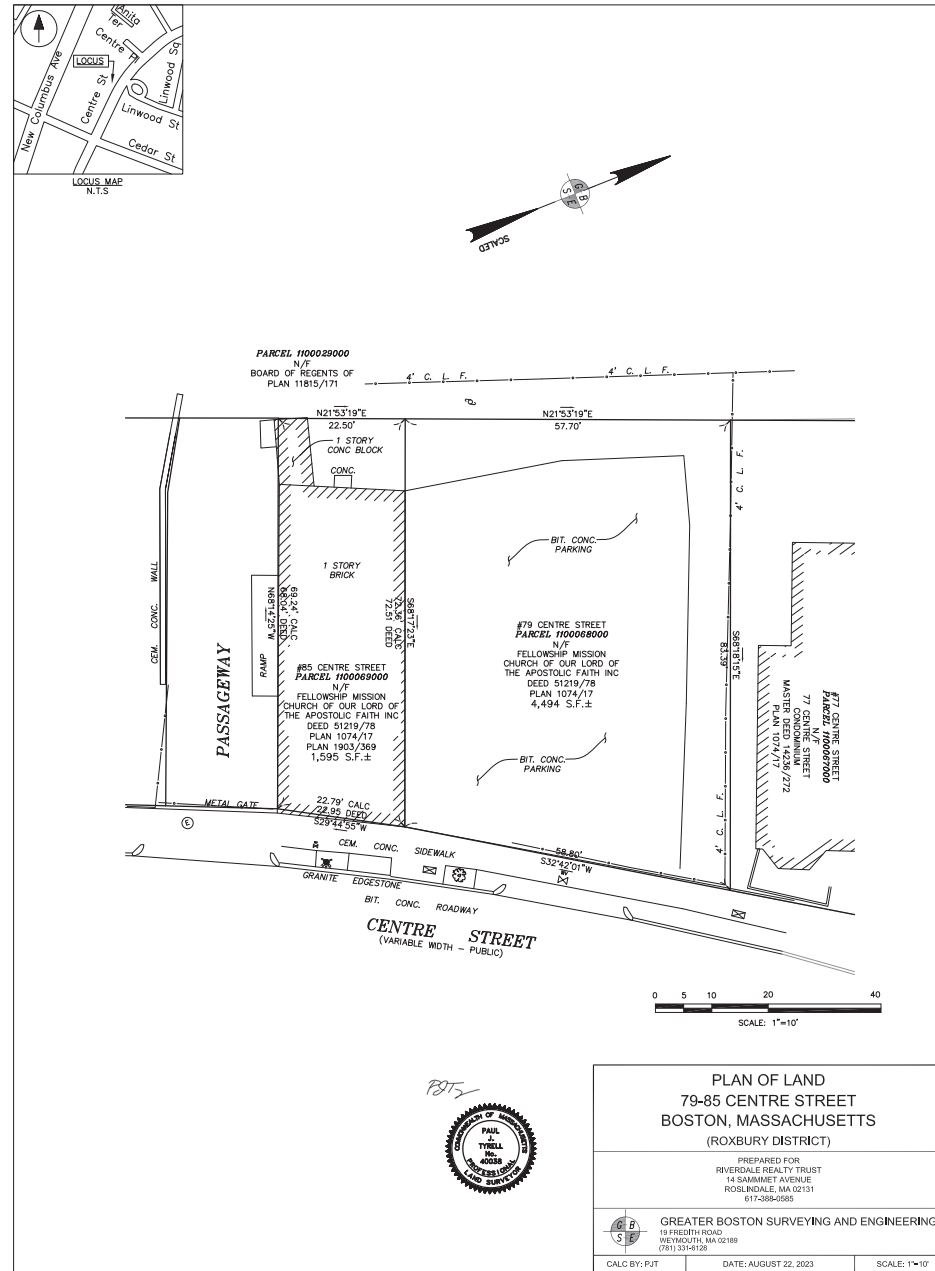 Anita
Ter
Centre Pl
LOCUS
New Columbus Ave
Centre St
Linwood Sq
Linwood St
Cedar St
LOCUS MAP
N.T.S
G B
S E
SCALED
PARCEL 1100029000
N/F
BOARD OF REGENTS OF
PLAN 11815/171
4' C. L. F.
4' C. L. F.
N21°53'19"E
22.50'
N21°53'19"E
57.70'
1 STORY
CONC BLOCK
CONC.
4' C. L. F.
BIT. CONC.
PARKING
1 STORY
BRICK
CEM. CONC. WALL
PASSAGEWAY
RAMP
69.24' CALC
68.04' DEED
N68°14'25"W
S68°17'23"E
72.36' CALC
72.51 DEED
#85 CENTRE STREET
PARCEL 1100069000
N/F
FELLOWSHIP MISSION
CHURCH OF OUR LORD OF
THE APOSTOLIC FAITH INC
DEED 51219/78
PLAN 1074/17
PLAN 1903/369
1,595 S.F.±
#79 CENTRE STREET
PARCEL 1100068000
N/F
FELLOWSHIP MISSION
CHURCH OF OUR LORD OF
THE APOSTOLIC FAITH INC
DEED 51219/78
PLAN 1074/17
4,494 S.F.±
S68°18'15"E
83.39'
#77 CENTRE STREET
PARCEL 1100067000
N/F
77 CENTRE STREET
CONDOMINIUM
MASTER DEED 14236/272
PLAN 1074/17
BIT. CONC.
PARKING
4' C. L. F.
METAL GATE
E
22.79' CALC
22.95 DEED
S29°44'55"W
CEM. CONC. SIDEWALK
58.80'
S32°42'01"W
GRANITE EDGESTONE
BIT. CONC. ROADWAY
CENTRE STREET
(VARIABLE WIDTH - PUBLIC)
0 5 10 20 40
SCALE: 1"=10'
COMMONWEALTH OF MASSACHUSETTS
PAUL
J.
TYRELL
No.
40038
PROFESSIONAL
LAND SURVEYOR
PLAN OF LAND
79-85 CENTRE STREET
BOSTON, MASSACHUSETTS
(ROXBURY DISTRICT)
PREPARED FOR
RIVERDALE REALTY TRUST
14 SAMMMET AVENUE
ROSLINDALE, MA 02131
617-388-0585
G B
S E
GREATER BOSTON SURVEYING AND ENGINEERING
19 FREDITH ROAD
WEYMOUTH, MA 02189
(781) 331-6128
CALC BY: PJT
DATE: AUGUST 22, 2023
SCALE: 1"=10'